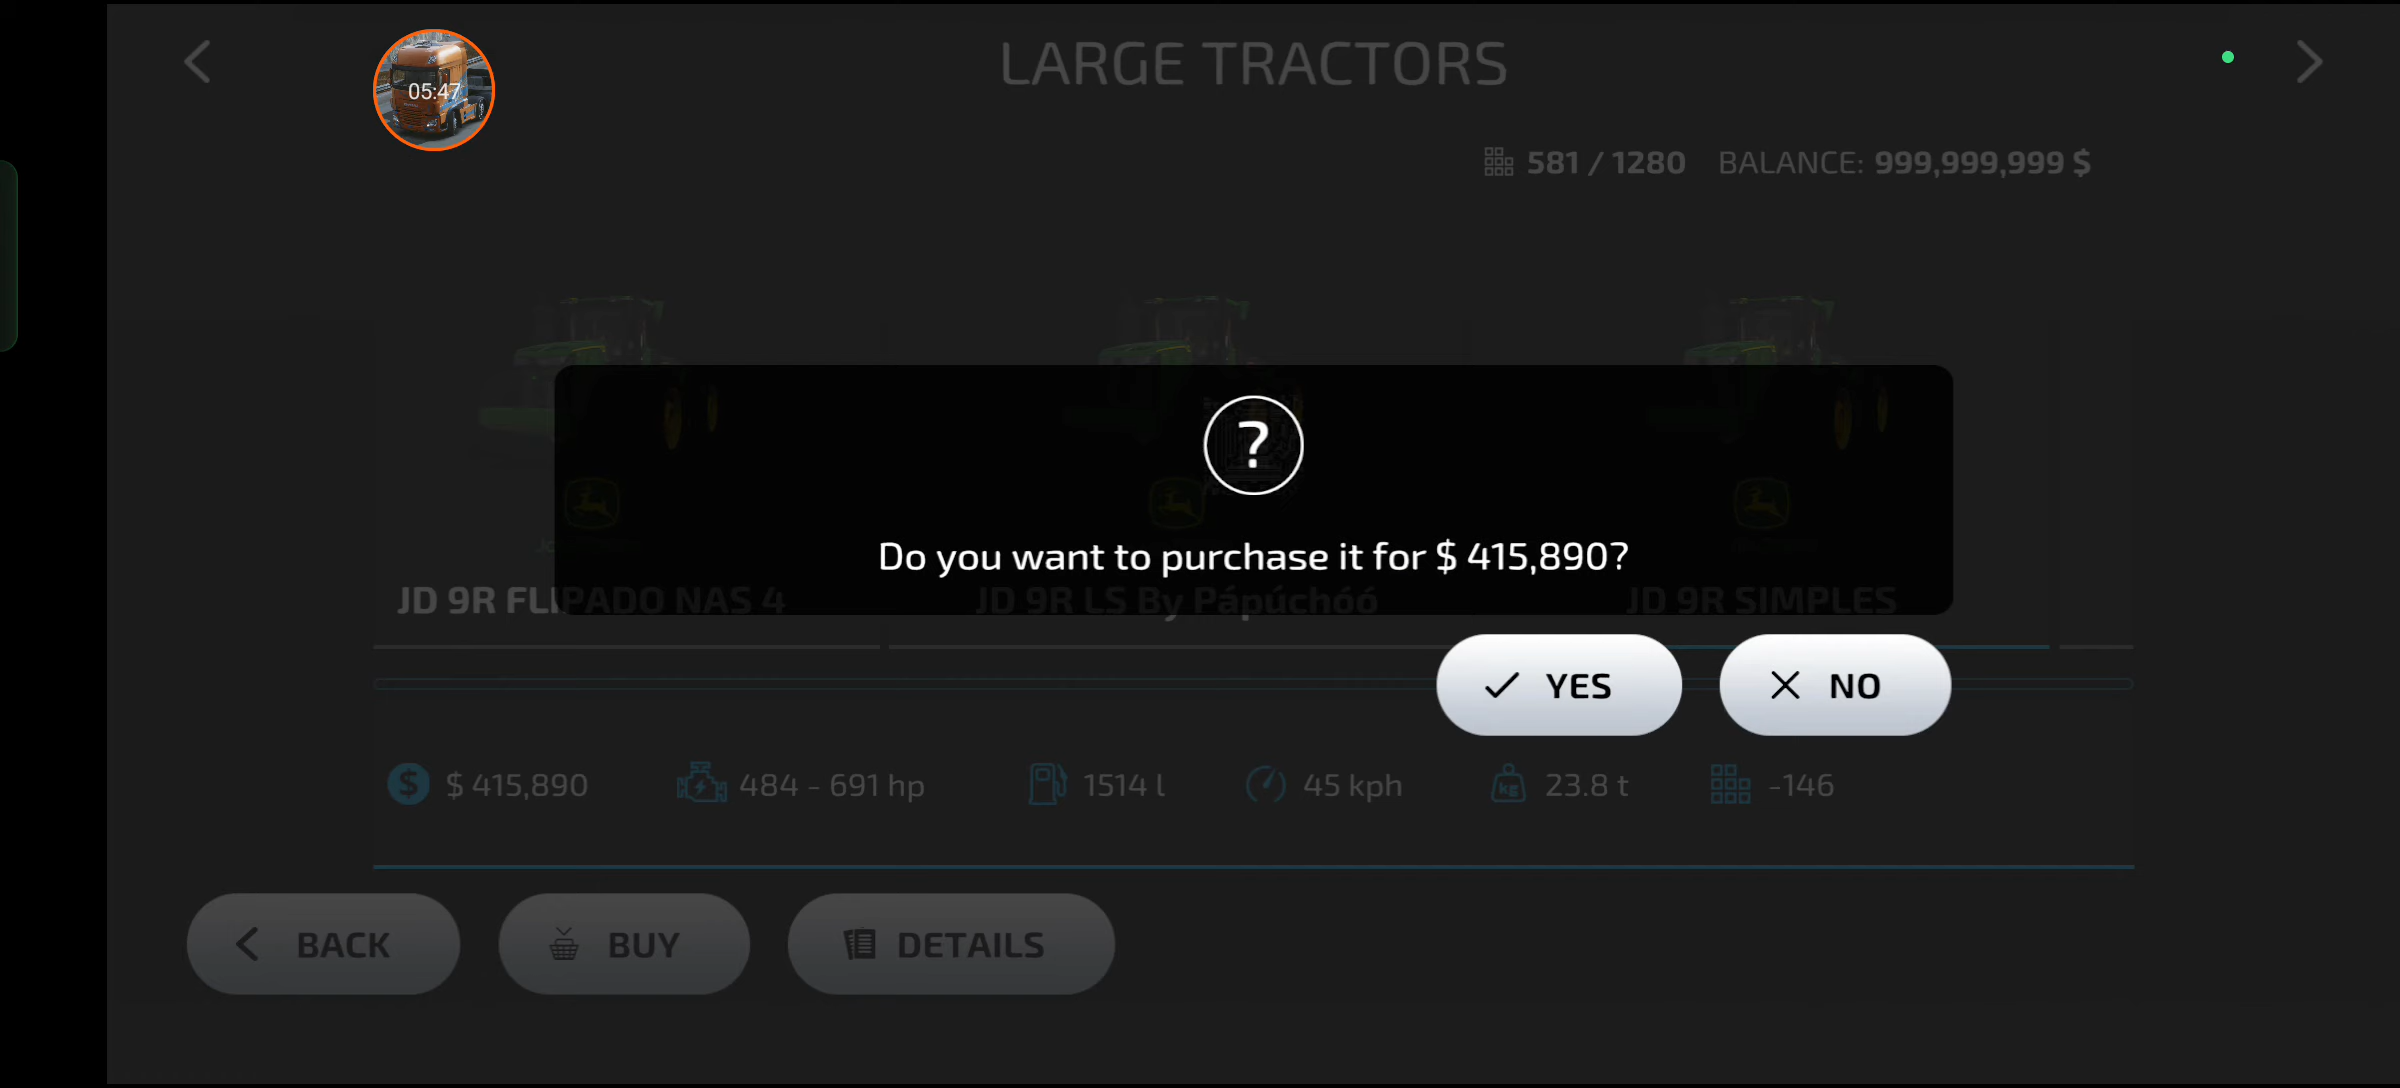 LARGE TRACTORS
05:47
581 / 1280 BALANCE: 999,999,999 $
?
Do you want to purchase it for $ 415,890?
JD 9R FLIPADO NAS 4
JD 9R LS By Pápúchóó
JD 9R SIMPLES
YES
NO
$ 415,890
484 - 691 hp
1514 l
45 kph
kg 23.8 t
-146
BACK
BUY
DETAILS